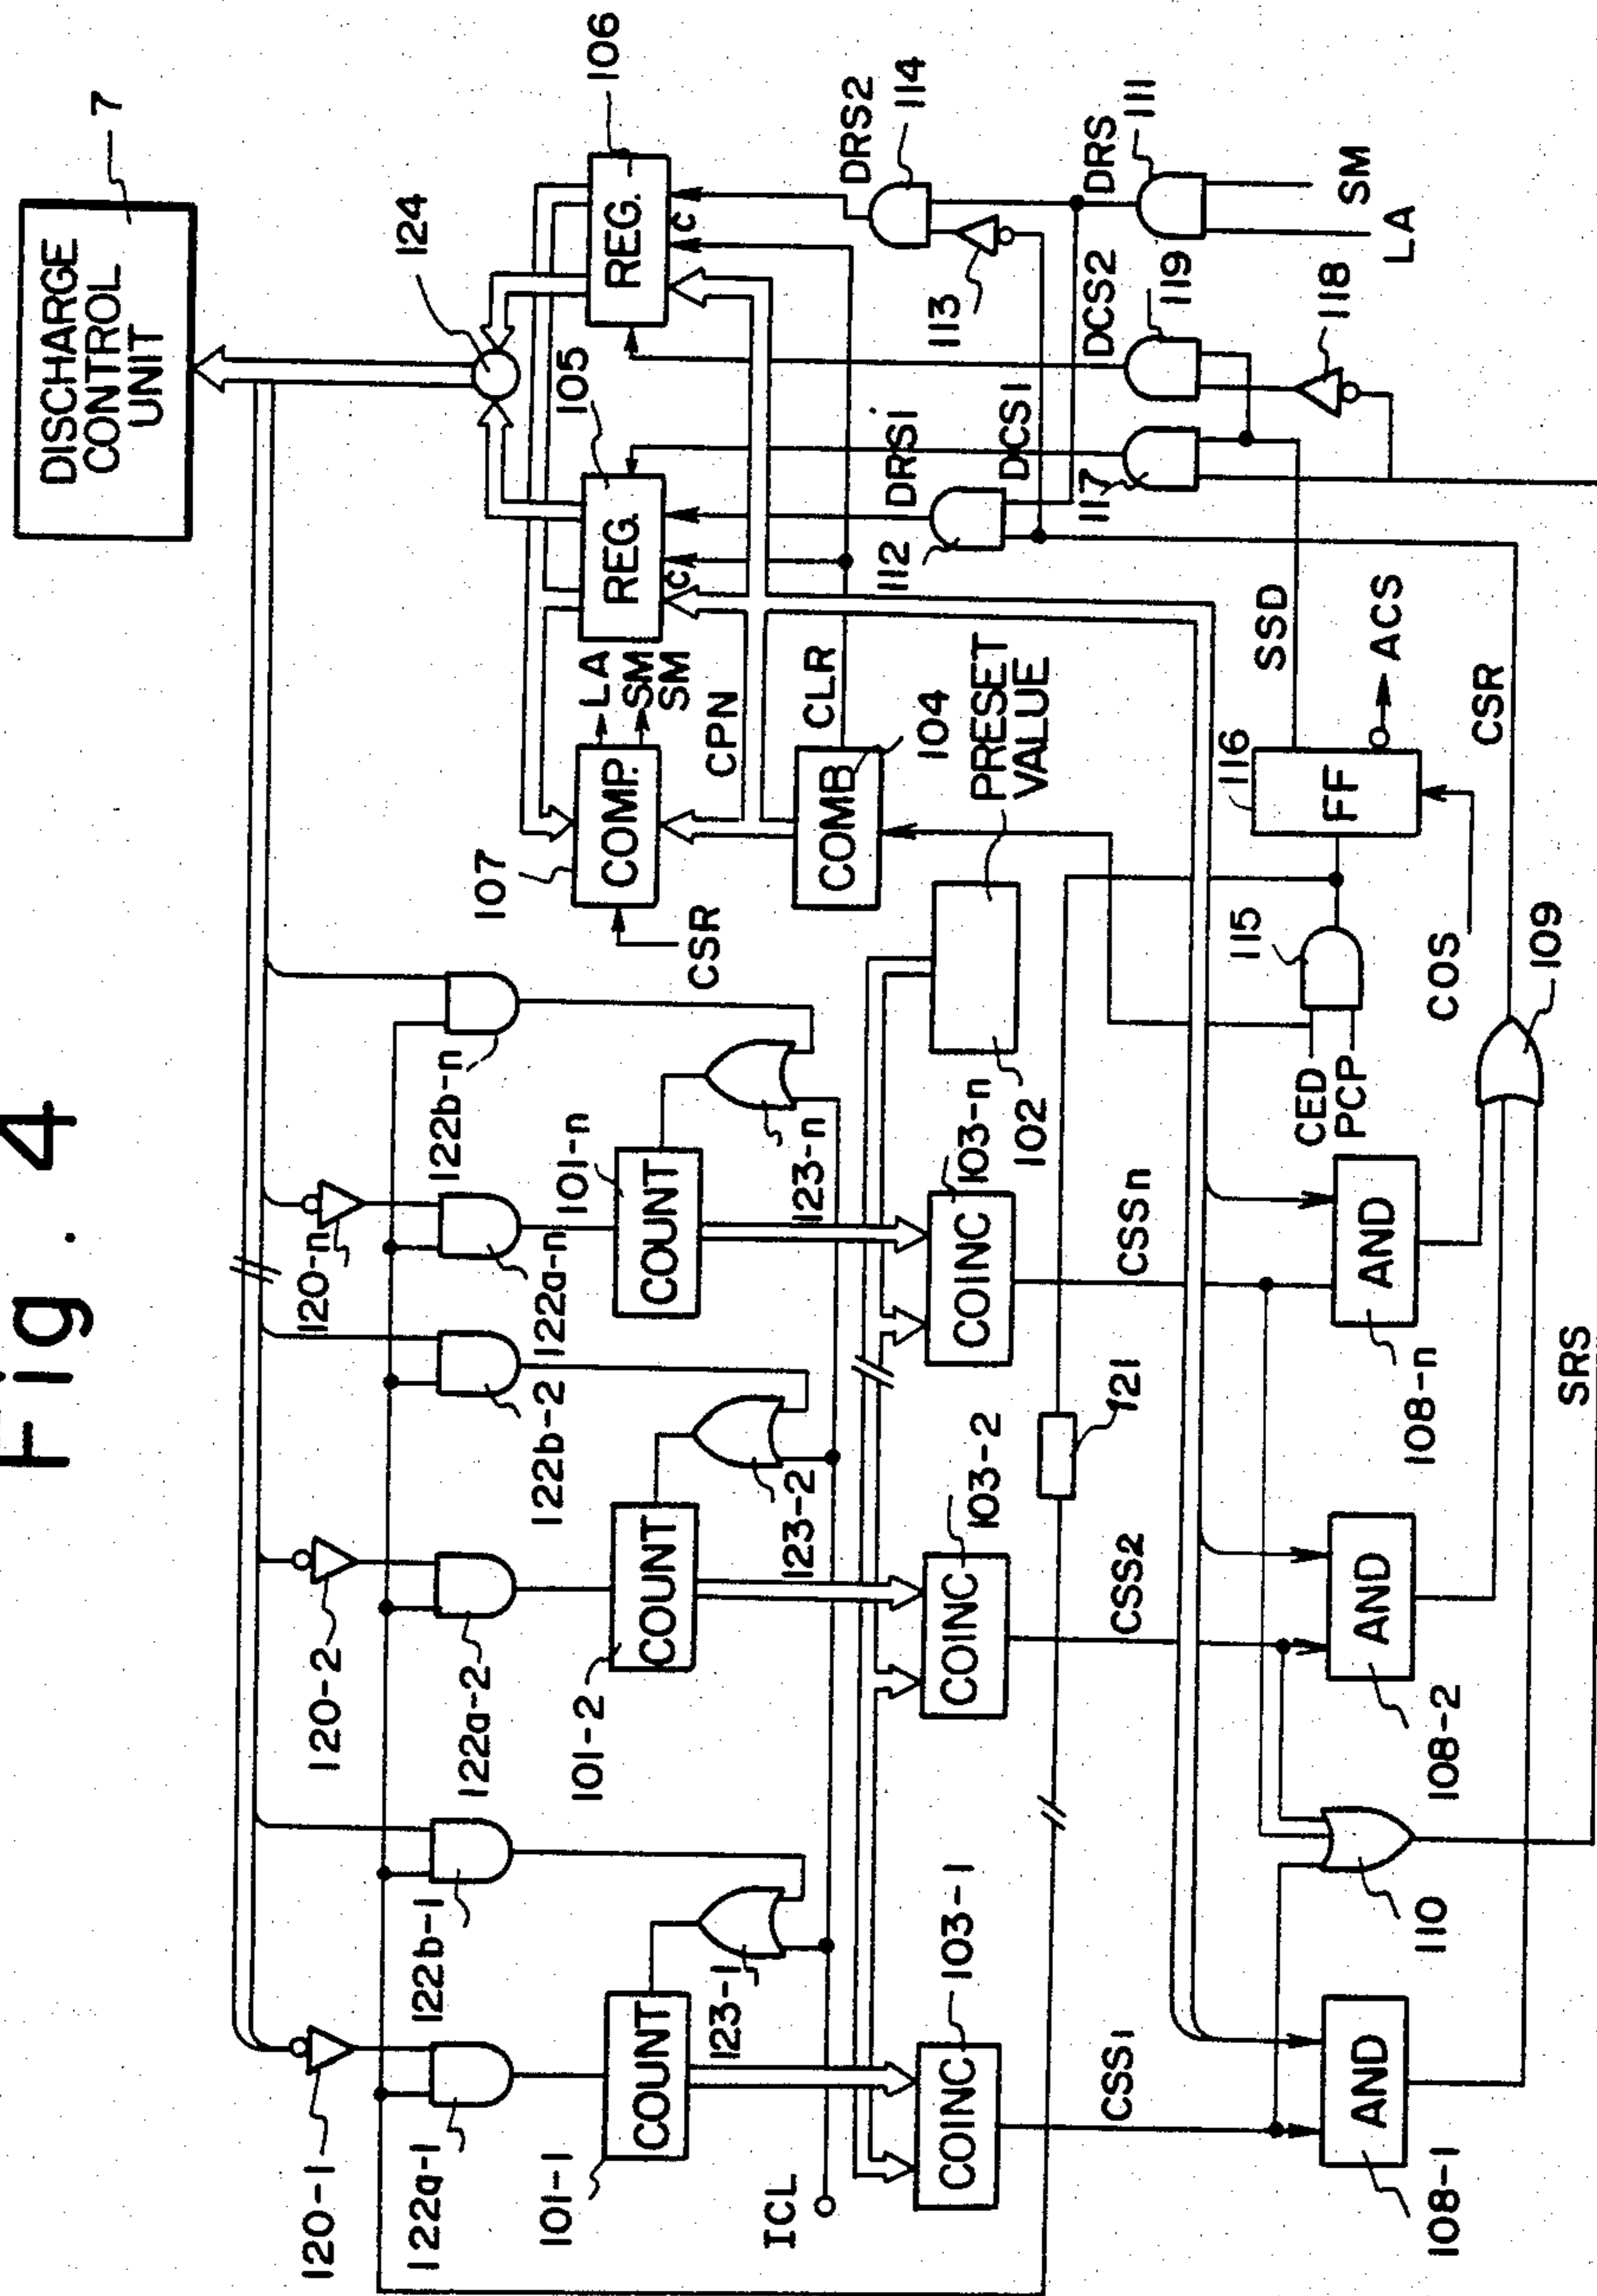 Fig. 4
DISCHARGE
CONTROL
UNIT
7
124
106
105
REG.
REG.
C
C
107
COMP.
LA
SM
SM
CSR
CPN
CLR
COMB
104
PRESET
VALUE
102
DRS2
114
113
DRS
111
SM
LA
DCS2
119
118
DRS1
112
DCS1
117
SSD
116
FF
ACS
CSR
115
CED
PCP
COS
109
120-1
122a-1
122b-1
101-1
COUNT
123-1
ICL
COINC
103-1
CSS1
AND
108-1
110
120-2
122a-2
122b-2
101-2
COUNT
123-2
COINC
103-2
CSS2
121
AND
108-2
120-n
122a-n
122b-n
101-n
COUNT
123-n
COINC
103-n
CSSn
AND
108-n
SRS